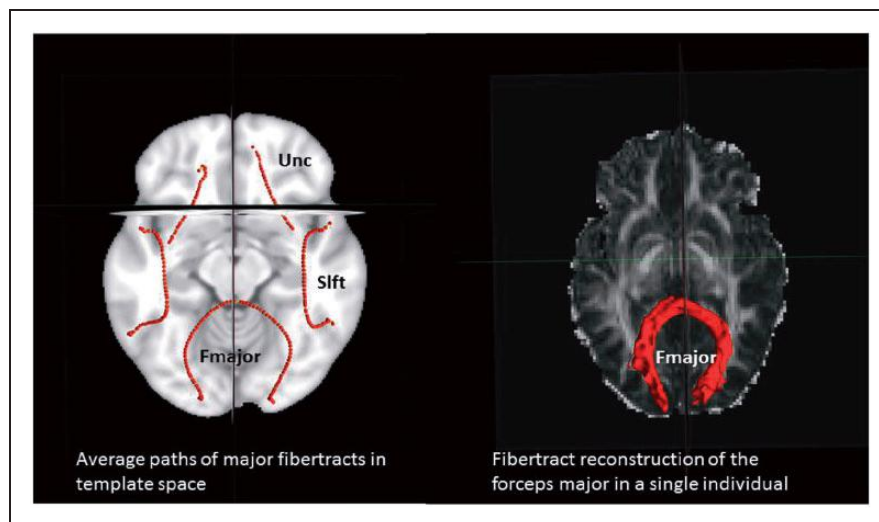 Unc
Slft
Fmajor
Average paths of major fibertracts in
template space
Fmajor
Fibertract reconstruction of the
forceps major in a single individual